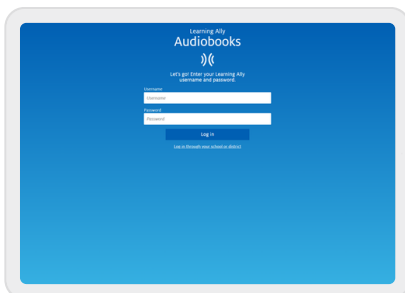 Learning Ally
Audiobooks
Let's go! Enter your Learning Ally
username and password.
Username
Username
Password
Password
Log in
Log in through your school or district